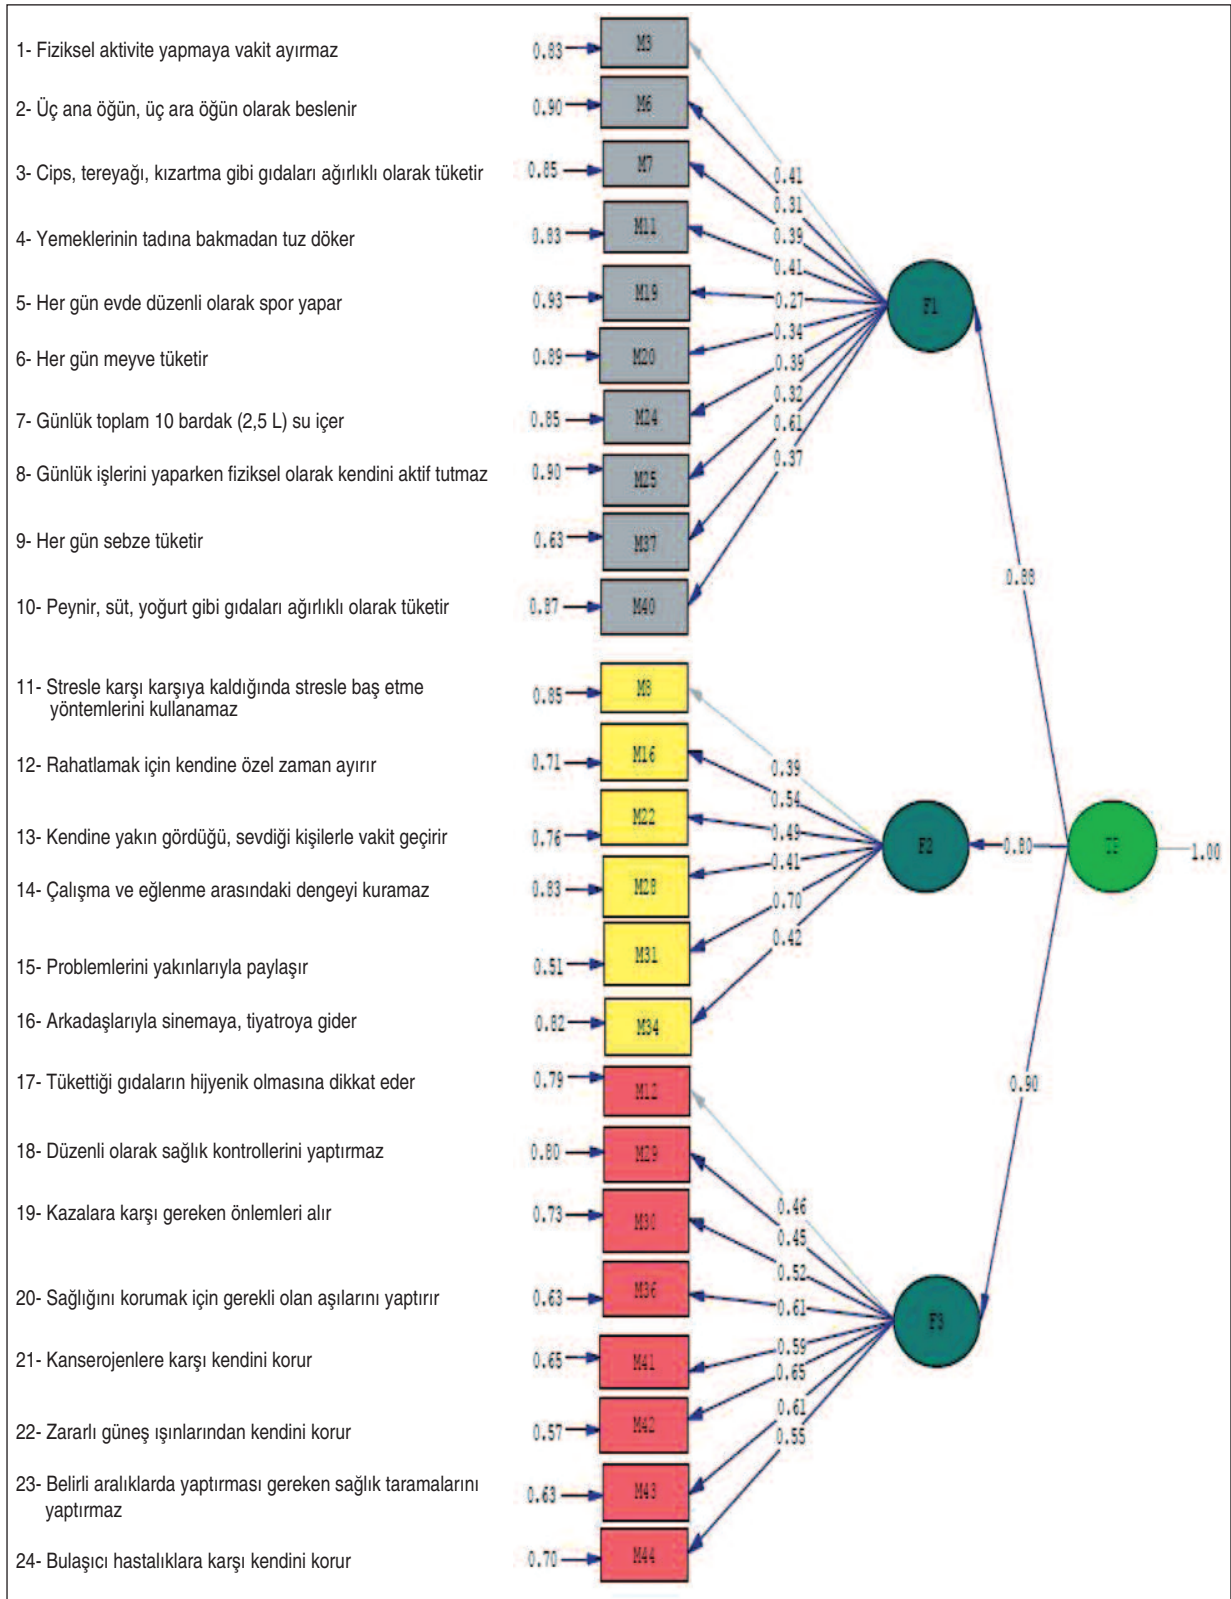 1- Fiziksel aktivite yapmaya vakit ayırmaz
0.83
M3
2- Üç ana öğün, üç ara öğün olarak beslenir
0.90
M6
3- Cips, tereyağı, kızartma gibi gıdaları ağırlıklı olarak tüketir
0.85
M7
4- Yemeklerinin tadına bakmadan tuz döker
0.83
M11
5- Her gün evde düzenli olarak spor yapar
0.93
M19
6- Her gün meyve tüketir
0.89
M20
7- Günlük toplam 10 bardak (2,5 L) su içer
0.85
M24
8- Günlük işlerini yaparken fiziksel olarak kendini aktif tutmaz
0.90
M25
9- Her gün sebze tüketir
0.63
M37
10- Peynir, süt, yoğurt gibi gıdaları ağırlıklı olarak tüketir
0.87
M40
0.41
0.31
0.39
0.41
0.27
0.34
0.39
0.32
0.61
0.37
F1
0.88
11- Stresle karşı karşıya kaldığında stresle baş etme
yöntemlerini kullanamaz
0.85
M8
12- Rahatlamak için kendine özel zaman ayırır
0.71
M16
13- Kendine yakın gördüğü, sevdiği kişilerle vakit geçirir
0.76
M22
14- Çalışma ve eğlenme arasındaki dengeyi kuramaz
0.83
M28
15- Problemlerini yakınlarıyla paylaşır
0.51
M31
16- Arkadaşlarıyla sinemaya, tiyatroya gider
0.82
M34
0.39
0.54
0.49
0.41
0.70
0.42
F2
0.80
1.00
17- Tükettiği gıdaların hijyenik olmasına dikkat eder
0.79
M12
18- Düzenli olarak sağlık kontrollerini yaptırmaz
0.80
M29
19- Kazalara karşı gereken önlemleri alır
0.73
M30
20- Sağlığını korumak için gerekli olan aşılarını yaptırır
0.63
M36
21- Kanserojenlere karşı kendini korur
0.65
M41
22- Zararlı güneş ışınlarından kendini korur
0.57
M42
23- Belirli aralıklarda yaptırması gereken sağlık taramalarını
yaptırmaz
0.63
M43
24- Bulaşıcı hastalıklara karşı kendini korur
0.70
M44
0.90
0.46
0.45
0.52
0.61
0.59
0.65
0.61
0.55
F3